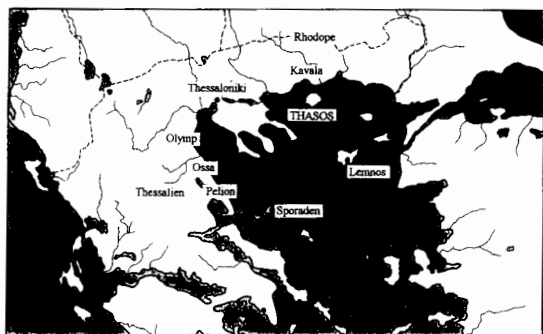 Rhodope
Kavala
Thessaloniki
THASOS
Olymp
Lemnos
Ossa
Thessalien
Pelion
Sporaden